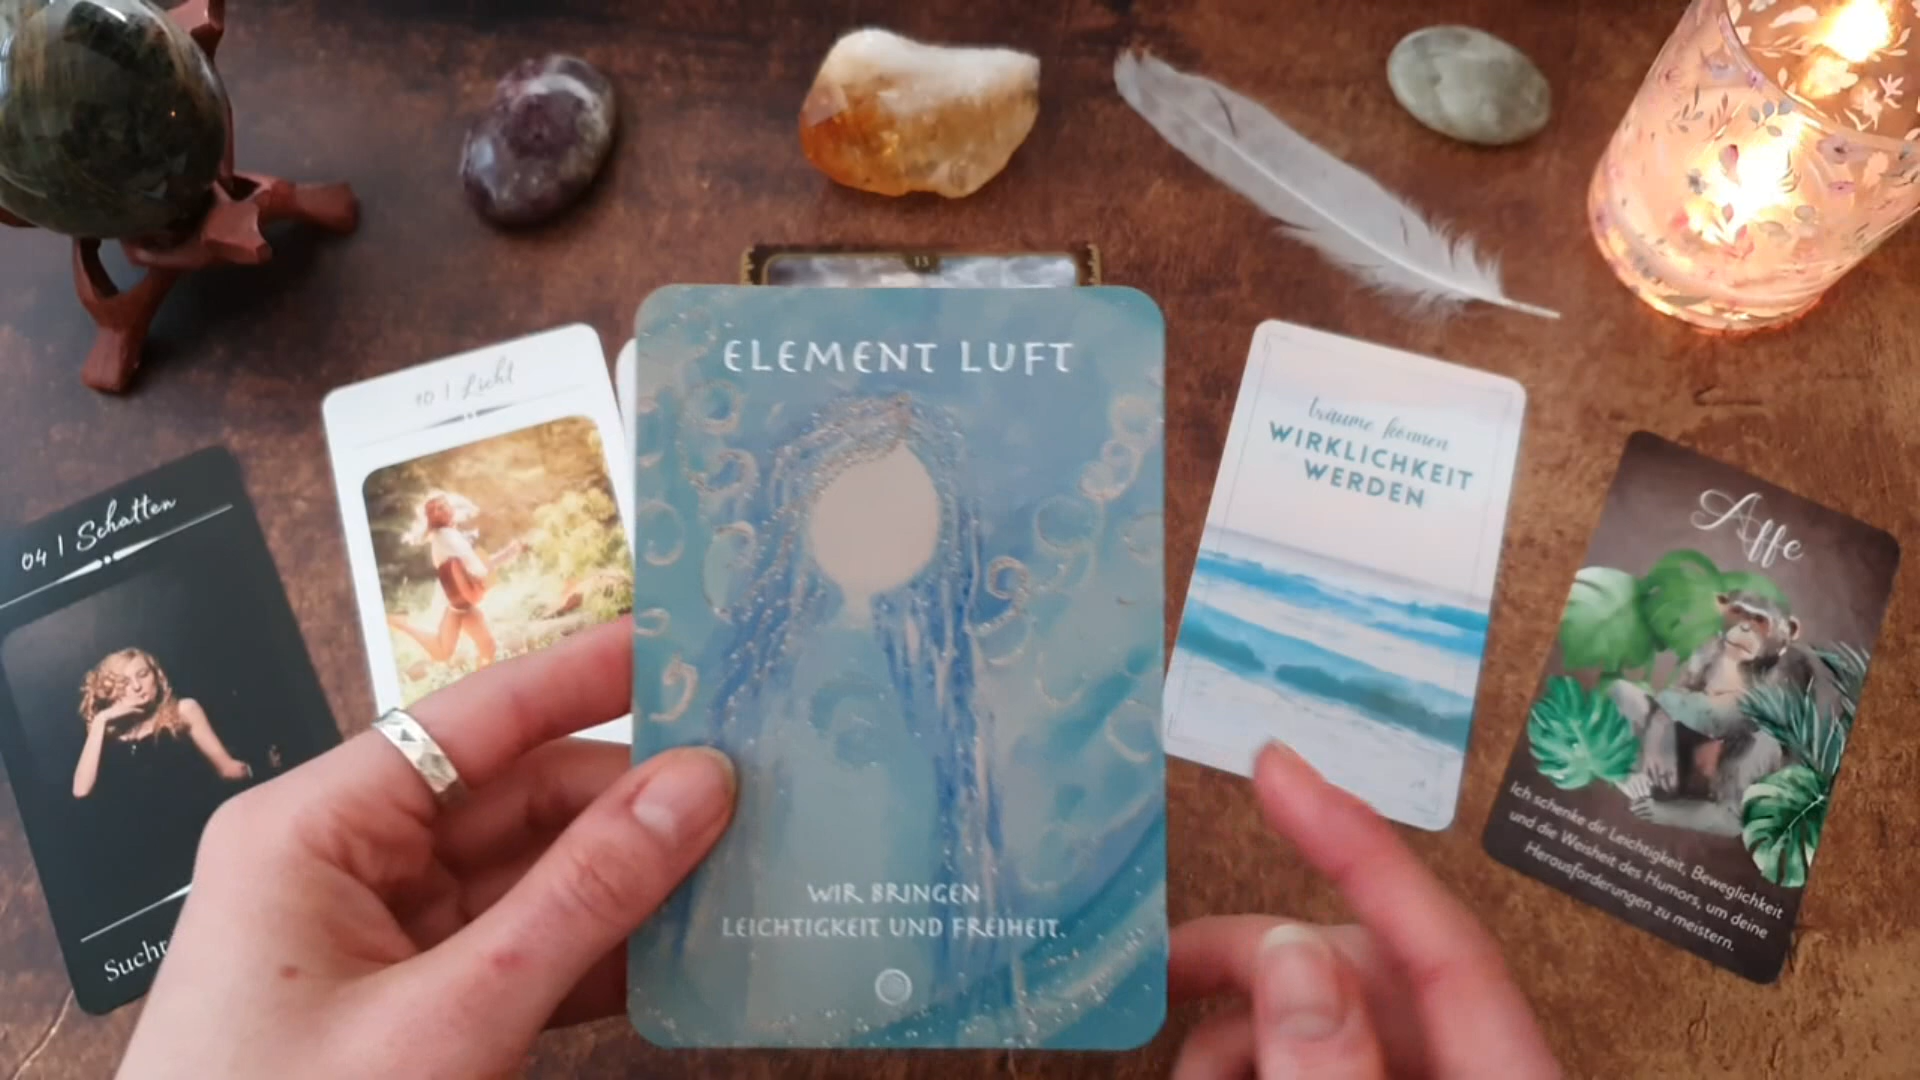 04 | Schatten
10 | Licht
13
ELEMENT LUFT
WIR BRINGEN
LEICHTIGKEIT UND FREIHEIT.
träume können
WIRKLICHKEIT
WERDEN
Affe
Ich schenke dir Leichtigkeit, Beweglichkeit
und die Weisheit des Humors, um deine
Herausforderungen zu meistern.